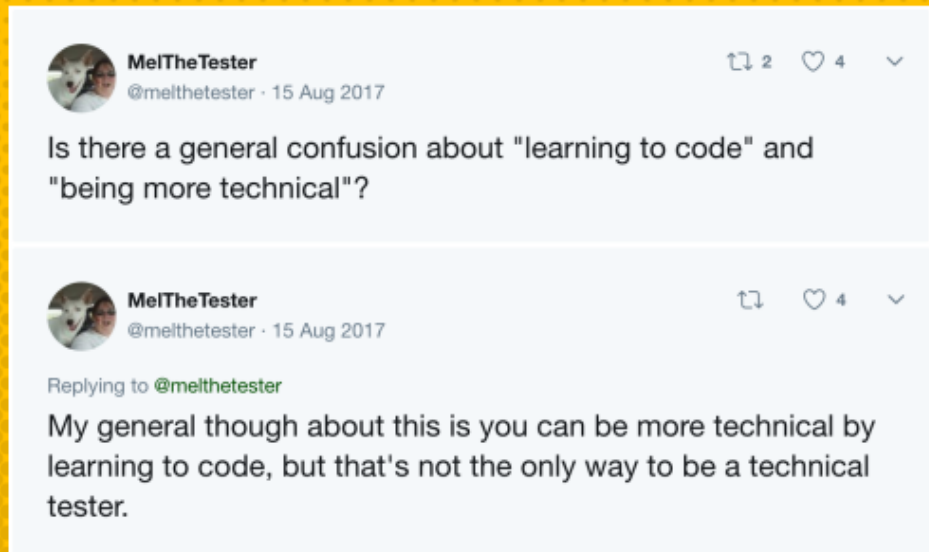 MelTheTester
2 4
@melthetester · 15 Aug 2017
Is there a general confusion about "learning to code" and
"being more technical"?
MelTheTester
4
@melthetester · 15 Aug 2017
Replying to @melthetester
My general though about this is you can be more technical by
learning to code, but that's not the only way to be a technical
tester.